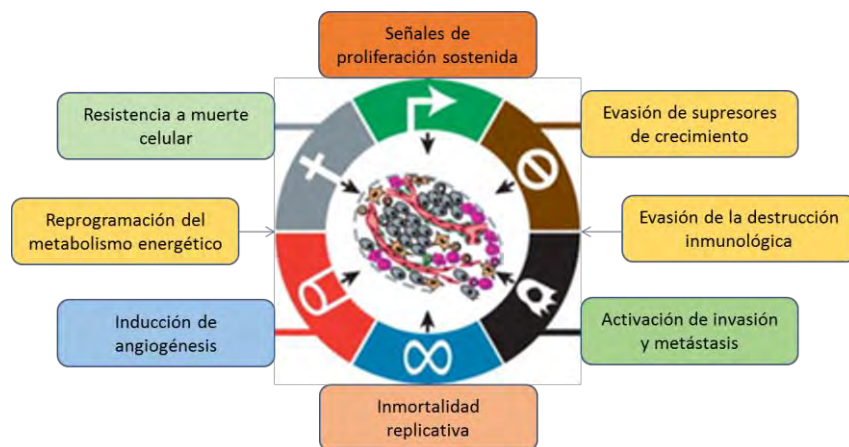 Señales de
proliferación sostenida
Resistencia a muerte
celular
Evasión de supresores
de crecimiento
Reprogramación del
metabolismo energético
Evasión de la destrucción
inmunológica
Inducción de
angiogénesis
Activación de invasión
y metástasis
Inmortalidad
replicativa